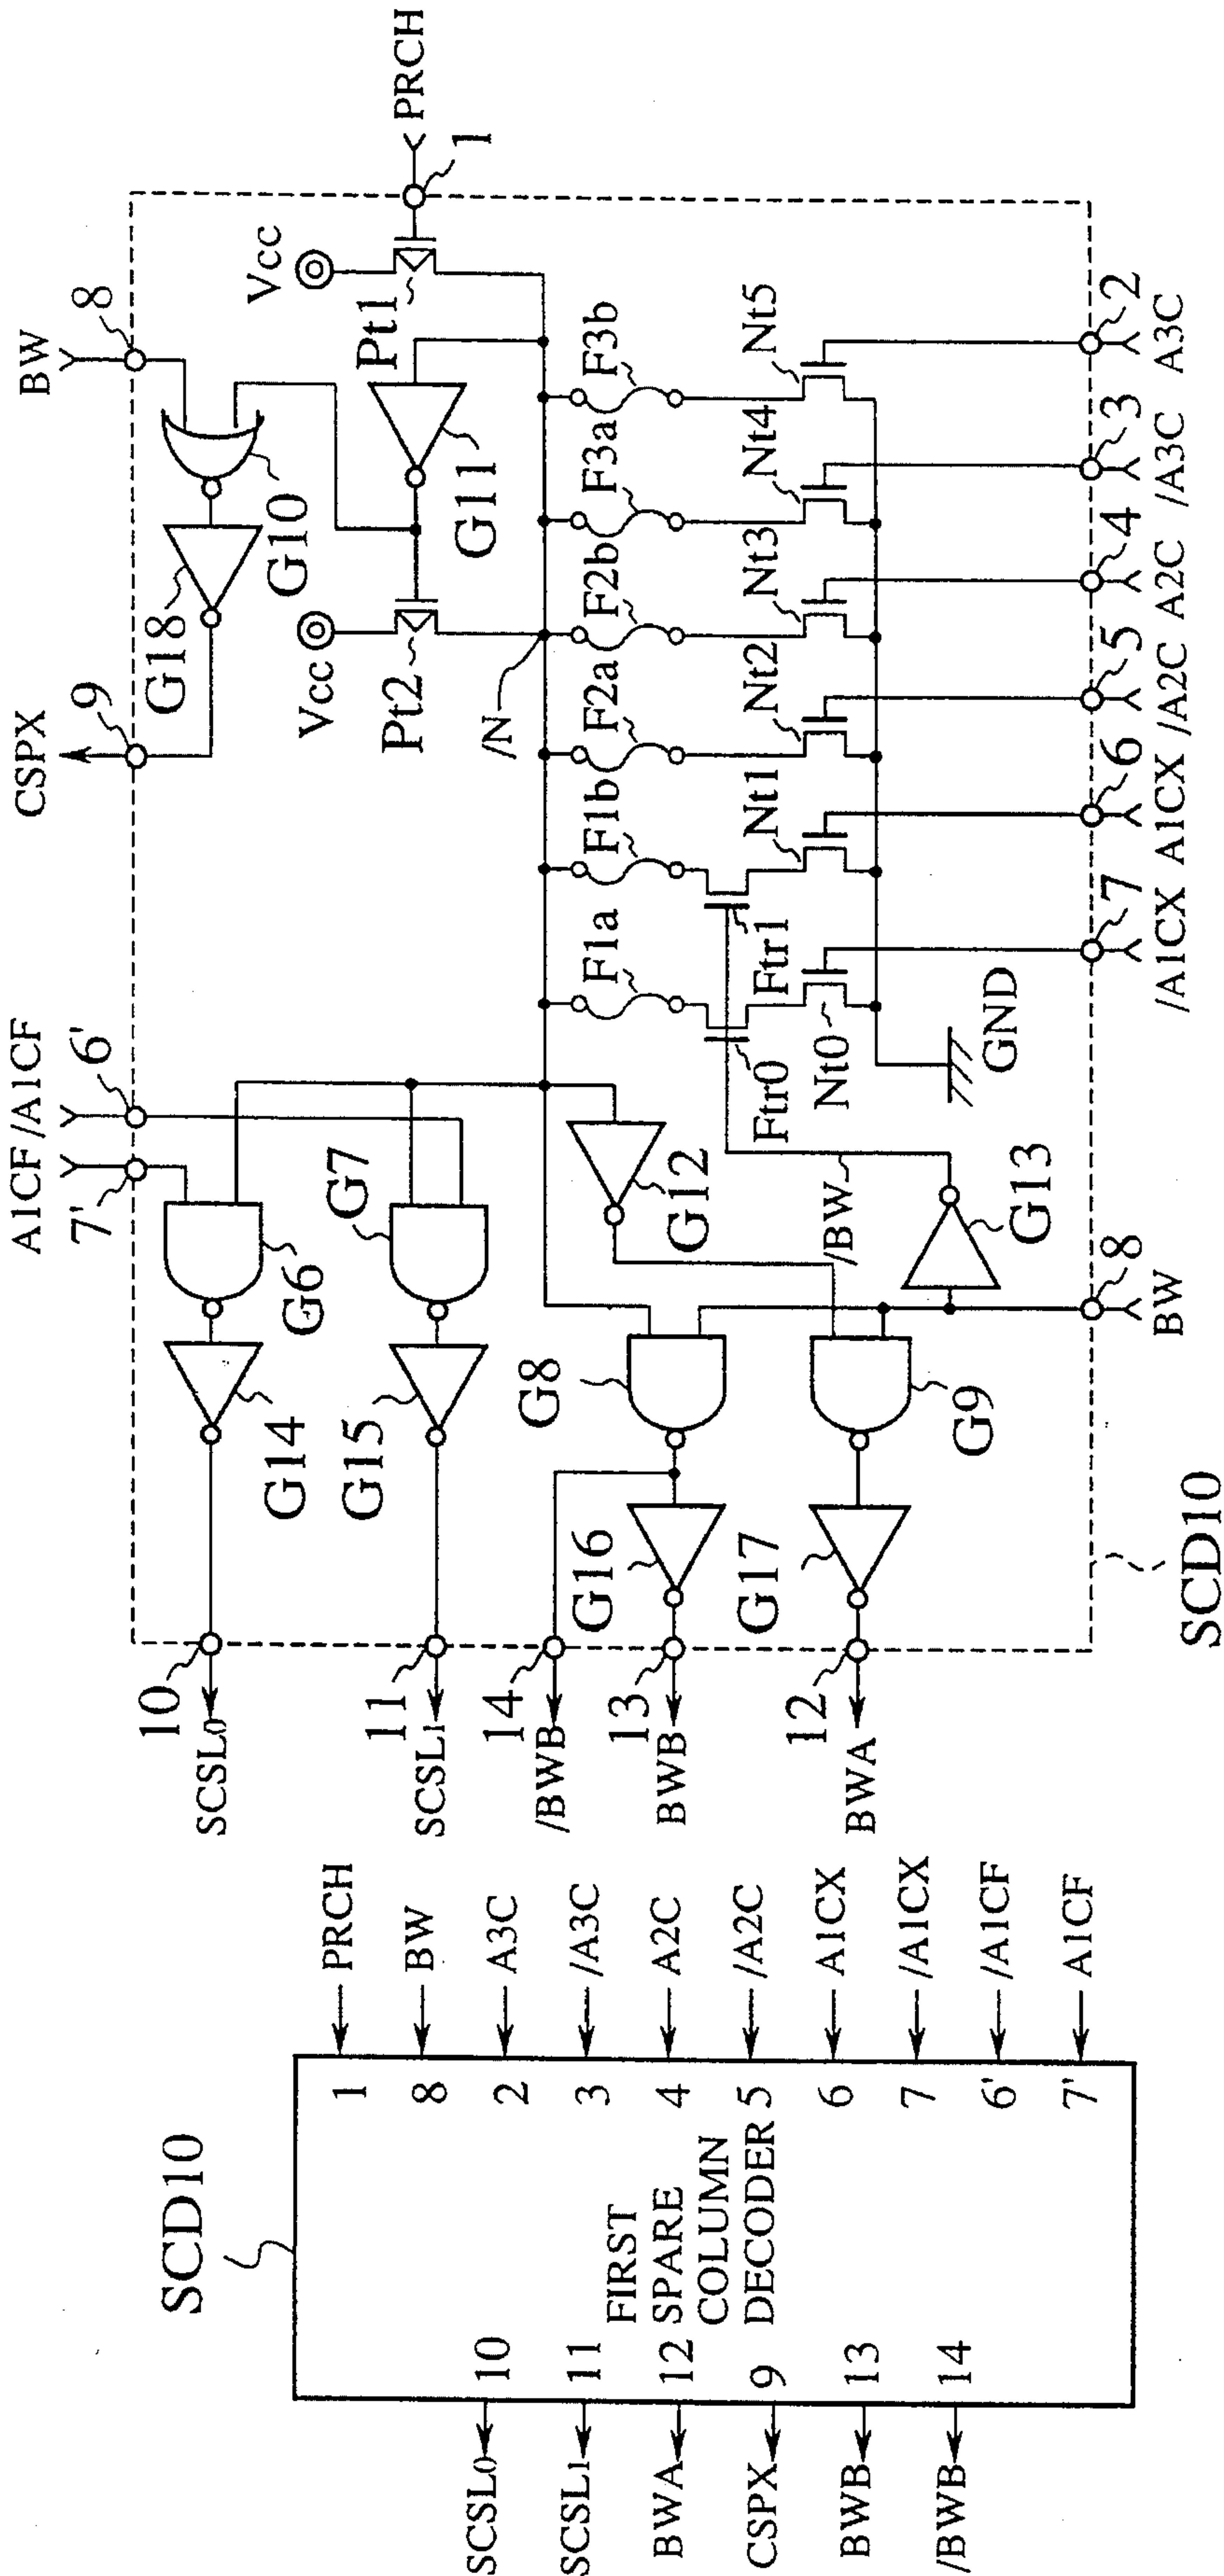 SCD10
FIRST
SPARE
COLUMN
DECODER
1
8
2
3
4
5
6
7
6'
7'
PRCH
BW
A3C
/A3C
A2C
/A2C
A1CX
/A1CX
/A1CF
A1CF
10
11
12
9
13
14
SCSL0
SCSL1
BWA
CSPX
BWB
/BWB
A1CF
/A1CF
7'
6'
CSPX
9
BW
8
G6
G14
G7
G15
G18
G10
Vcc
Pt2
Vcc
Pt1
G11
PRCH
1
10
SCSL0
11
SCSL1
14
/BWB
13
BWB
12
BWA
/N
G12
G8
G16
G9
G17
G13
/BW
F1a
F1b
F2a
F2b
F3a
F3b
Ftr0
Ftr1
Nt0
Nt1
Nt2
Nt3
Nt4
Nt5
GND
8
BW
7
/A1CX
6
A1CX
5
/A2C
4
A2C
3
/A3C
2
A3C
SCD10